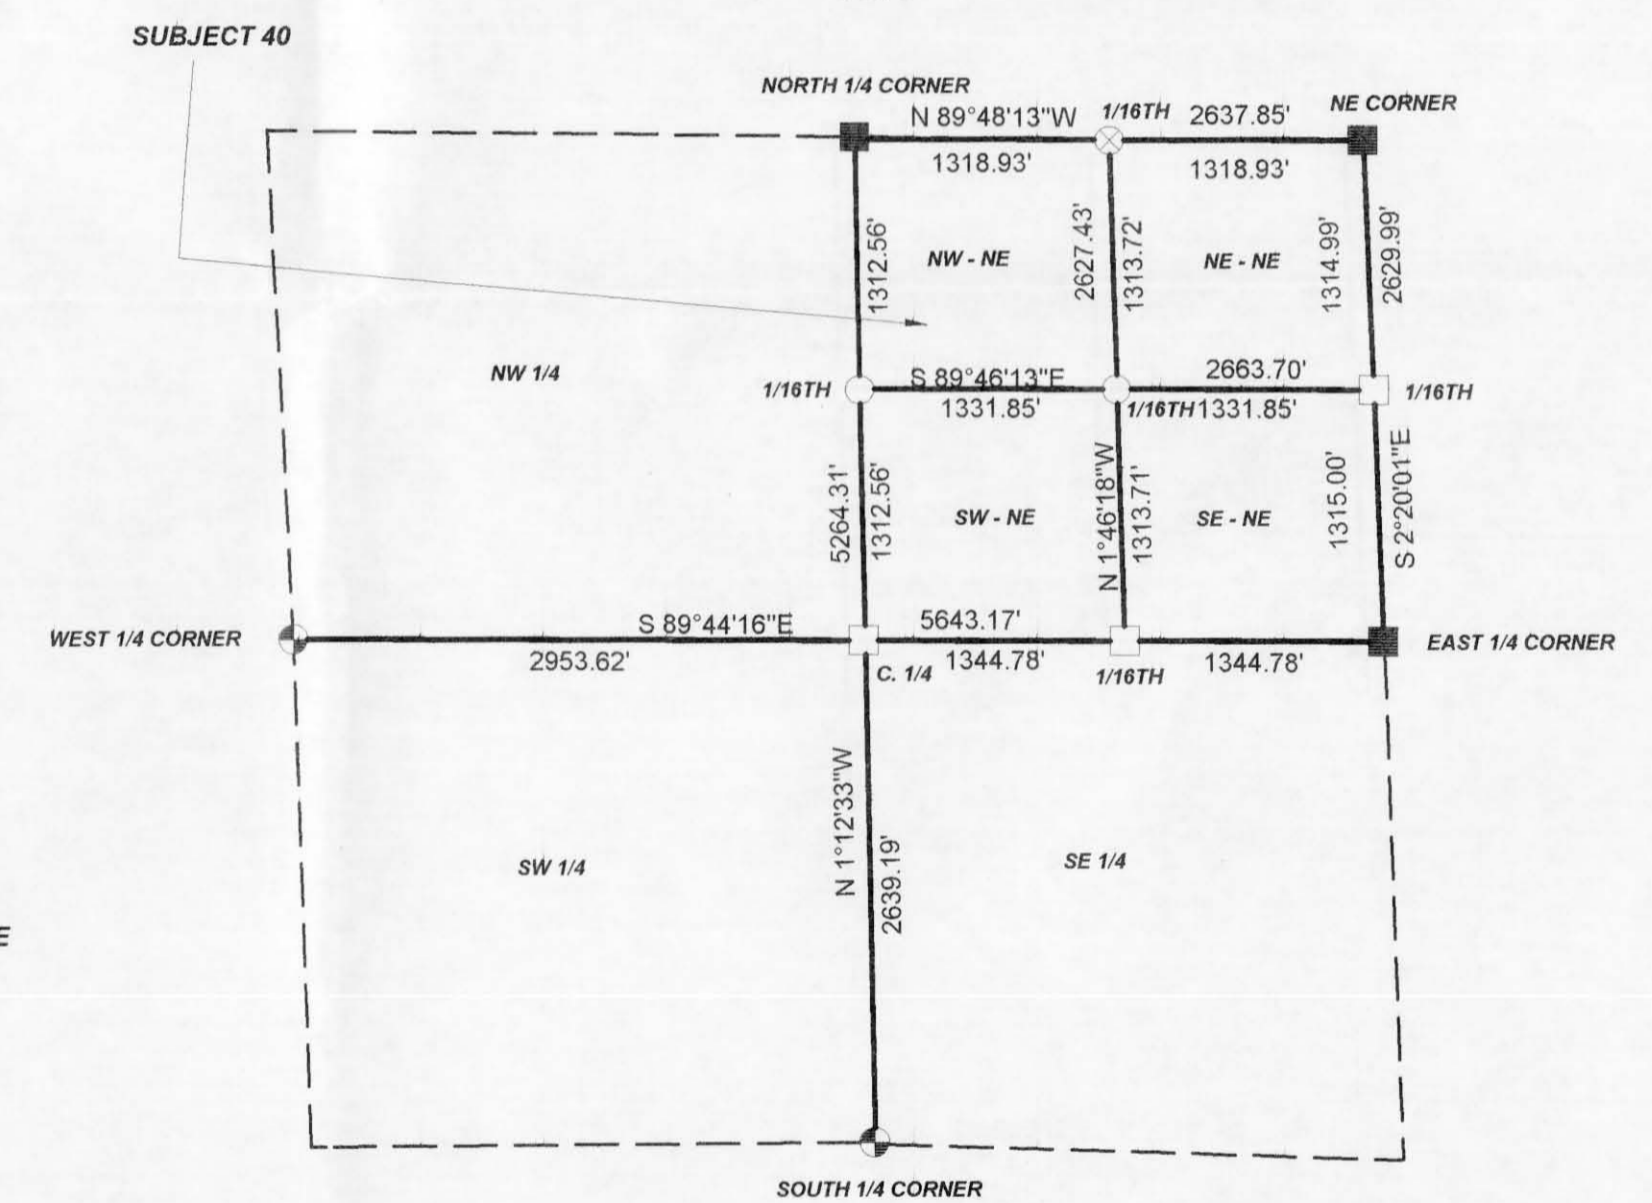 SUBJECT 40
NORTH 1/4 CORNER
N 89°48'13"W
1/16TH
2637.85'
NE CORNER
1318.93'
1318.93'
1312.56'
NW - NE
2627.43'
1313.72'
NE - NE
1314.99'
2629.99'
NW 1/4
1/16TH
S 89°46'13"E
2663.70'
1/16TH
1331.85'
1/16TH
1331.85'
5264.31'
1312.56'
SW - NE
N 1°46'18"W
1313.71'
SE - NE
1315.00'
S 2°20'01"E
WEST 1/4 CORNER
S 89°44'16"E
5643.17'
EAST 1/4 CORNER
2953.62'
C. 1/4
1344.78'
1/16TH
1344.78'
N 1°12'33"W
2639.19'
SW 1/4
SE 1/4
E
SOUTH 1/4 CORNER